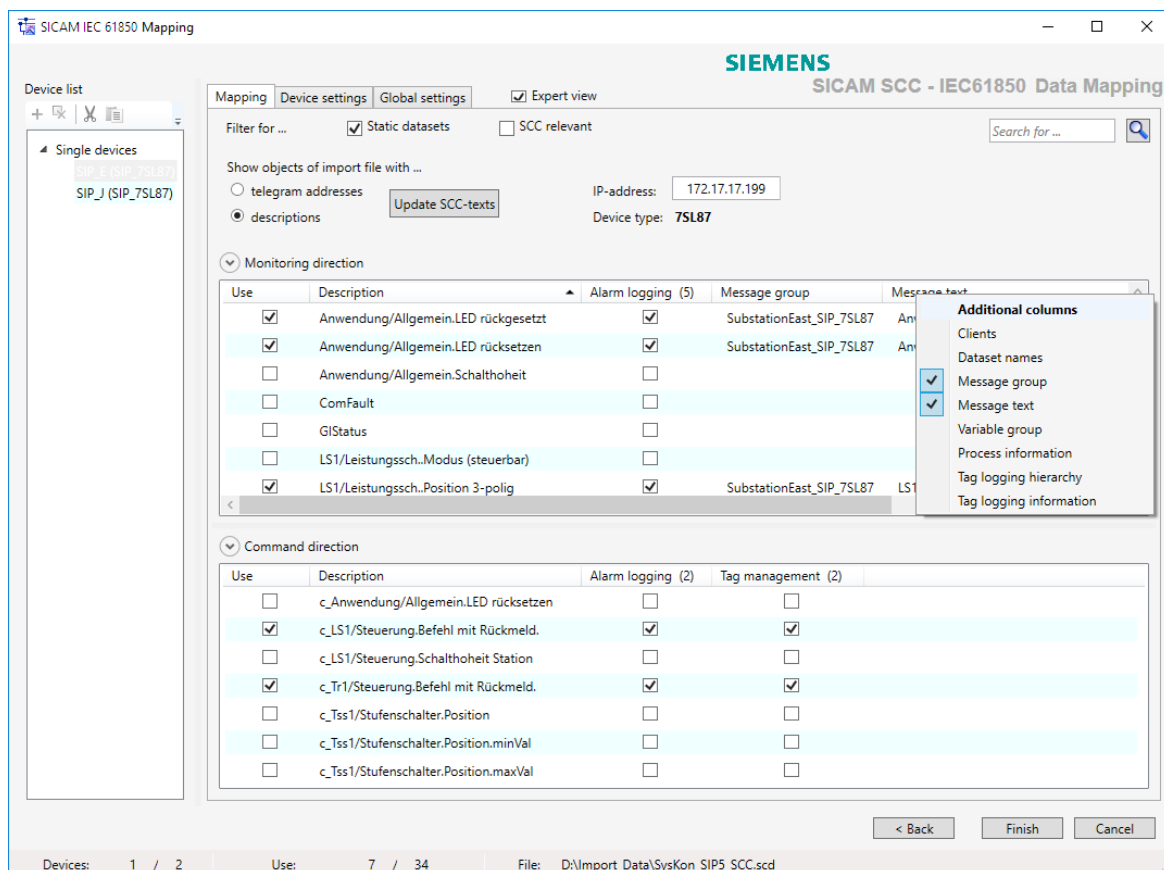 SICAM IEC 61850 Mapping
SIEMENS
SICAM SCC - IEC61850 Data Mapping
Device list
Single devices
SIP_E (SIP_7SL87)
SIP_J (SIP_7SL87)
Mapping Device settings Global settings Expert view
Filter for ... Static datasets SCC relevant Search for ...
Show objects of import file with ...
telegram addresses
descriptions
Update SCC-texts
IP-address: 172.17.17.199
Device type: 7SL87
Monitoring direction
Use Description Alarm logging (5) Message group Message text
Anwendung/Allgemein.LED rückgesetzt SubstationEast_SIP_7SL87
Anwendung/Allgemein.LED rücksetzen SubstationEast_SIP_7SL87
Anwendung/Allgemein.Schalthoheit
ComFault
GIStatus
LS1/Leistungssch..Modus (steuerbar)
LS1/Leistungssch..Position 3-polig SubstationEast_SIP_7SL87 LS1
Additional columns
Clients
Dataset names
Message group
Message text
Variable group
Process information
Tag logging hierarchy
Tag logging information
Command direction
Use Description Alarm logging (2) Tag management (2)
c_Anwendung/Allgemein.LED rücksetzen
c_LS1/Steuerung.Befehl mit Rückmeld.
c_LS1/Steuerung.Schalthoheit Station
c_Tr1/Steuerung.Befehl mit Rückmeld.
c_Tss1/Stufenschalter.Position
c_Tss1/Stufenschalter.Position.minVal
c_Tss1/Stufenschalter.Position.maxVal
< Back Finish Cancel
Devices: 1 / 2 Use: 7 / 34 File: D:\Import_Data\SysKon_SIP5_SCC.scd